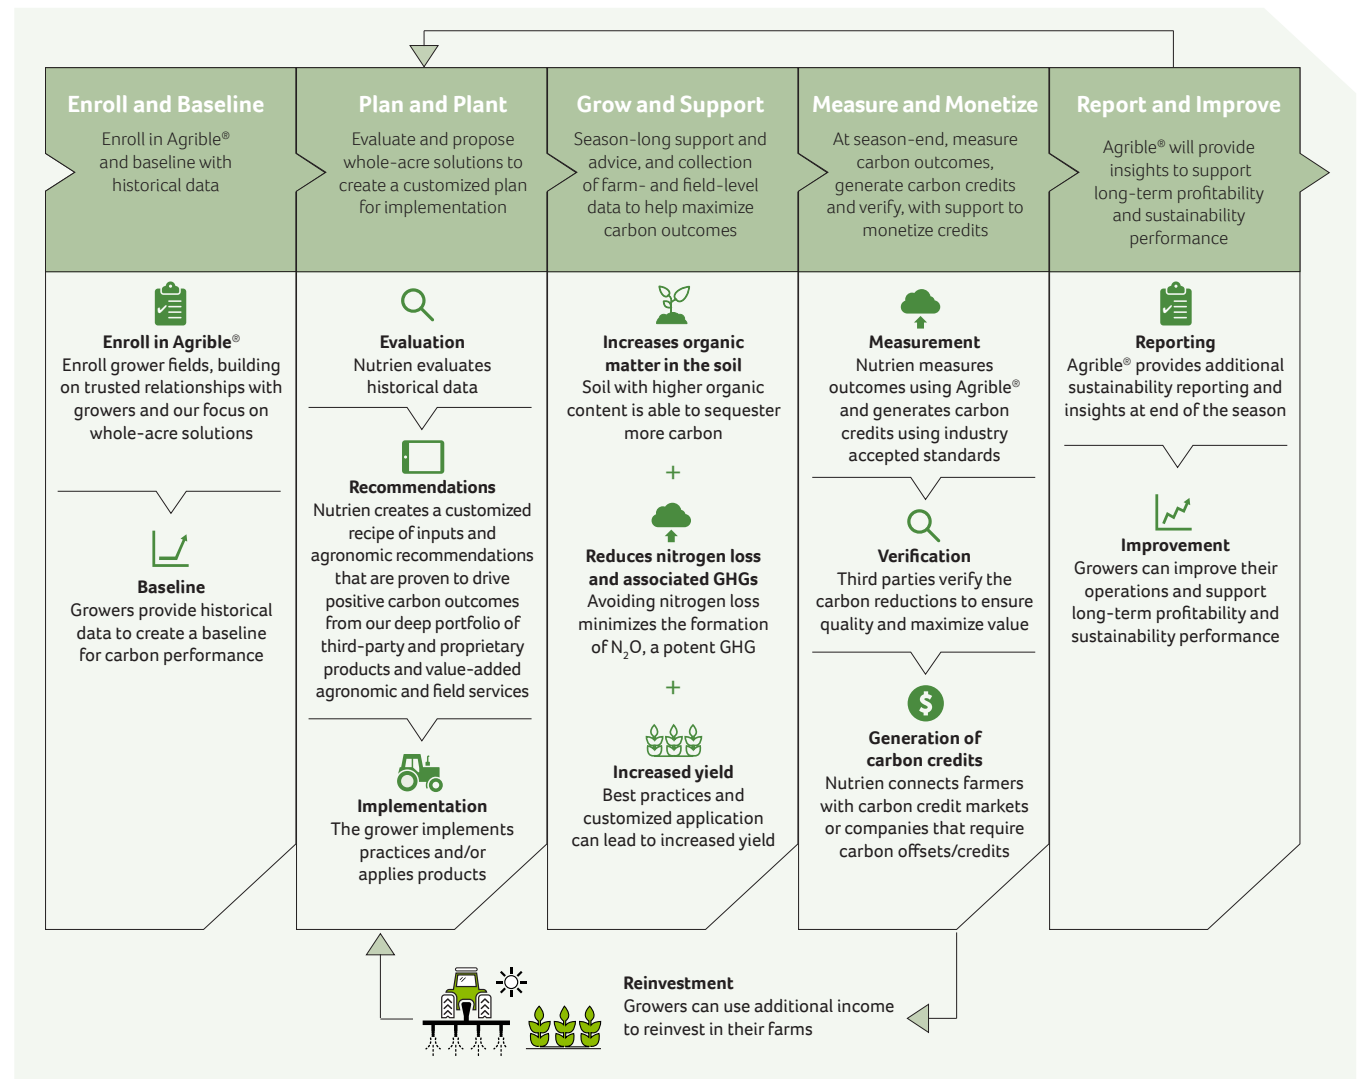 Enroll and Baseline
Enroll in Agrible®
and baseline with
historical data
Plan and Plant
Evaluate and propose
whole-acre solutions to
create a customized plan
for implementation
Grow and Support
Season-long support and
advice, and collection
of farm- and field-level
data to help maximize
carbon outcomes
Measure and Monetize
At season-end, measure
carbon outcomes,
generate carbon credits
and verify, with support to
monetize credits
Report and Improve
Agrible® will provide
insights to support
long-term profitability
and sustainability
performance
Enroll in Agrible®
Enroll grower fields, building
on trusted relationships with
growers and our focus on
whole-acre solutions
Baseline
Growers provide historical
data to create a baseline
for carbon performance
Evaluation
Nutrien evaluates
historical data
Recommendations
Nutrien creates a customized
recipe of inputs and
agronomic recommendations
that are proven to drive
positive carbon outcomes
from our deep portfolio of
third-party and proprietary
products and value-added
agronomic and field services
Implementation
The grower implements
practices and/or
applies products
Increases organic
matter in the soil
Soil with higher organic
content is able to sequester
more carbon
+
Reduces nitrogen loss
and associated GHGs
Avoiding nitrogen loss
minimizes the formation
of N₂O, a potent GHG
+
Increased yield
Best practices and
customized application
can lead to increased yield
Measurement
Nutrien measures
outcomes using Agrible®
and generates carbon
credits using industry
accepted standards
Verification
Third parties verify the
carbon reductions to ensure
quality and maximize value
$
Generation of
carbon credits
Nutrien connects farmers
with carbon credit markets
or companies that require
carbon offsets/credits
Reporting
Agrible® provides additional
sustainability reporting and
insights at end of the season
Improvement
Growers can improve their
operations and support
long-term profitability and
sustainability performance
Reinvestment
Growers can use additional income
to reinvest in their farms